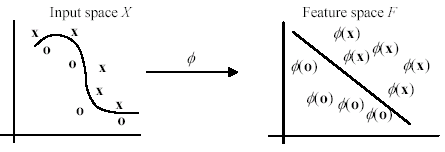 Input space X
Feature space F
x x
o
o x
x
o x
o
ϕ
ϕ(x)
ϕ(x) ϕ(x)
ϕ(o) ϕ(x)
ϕ(x)
ϕ(o) ϕ(o) ϕ(o)